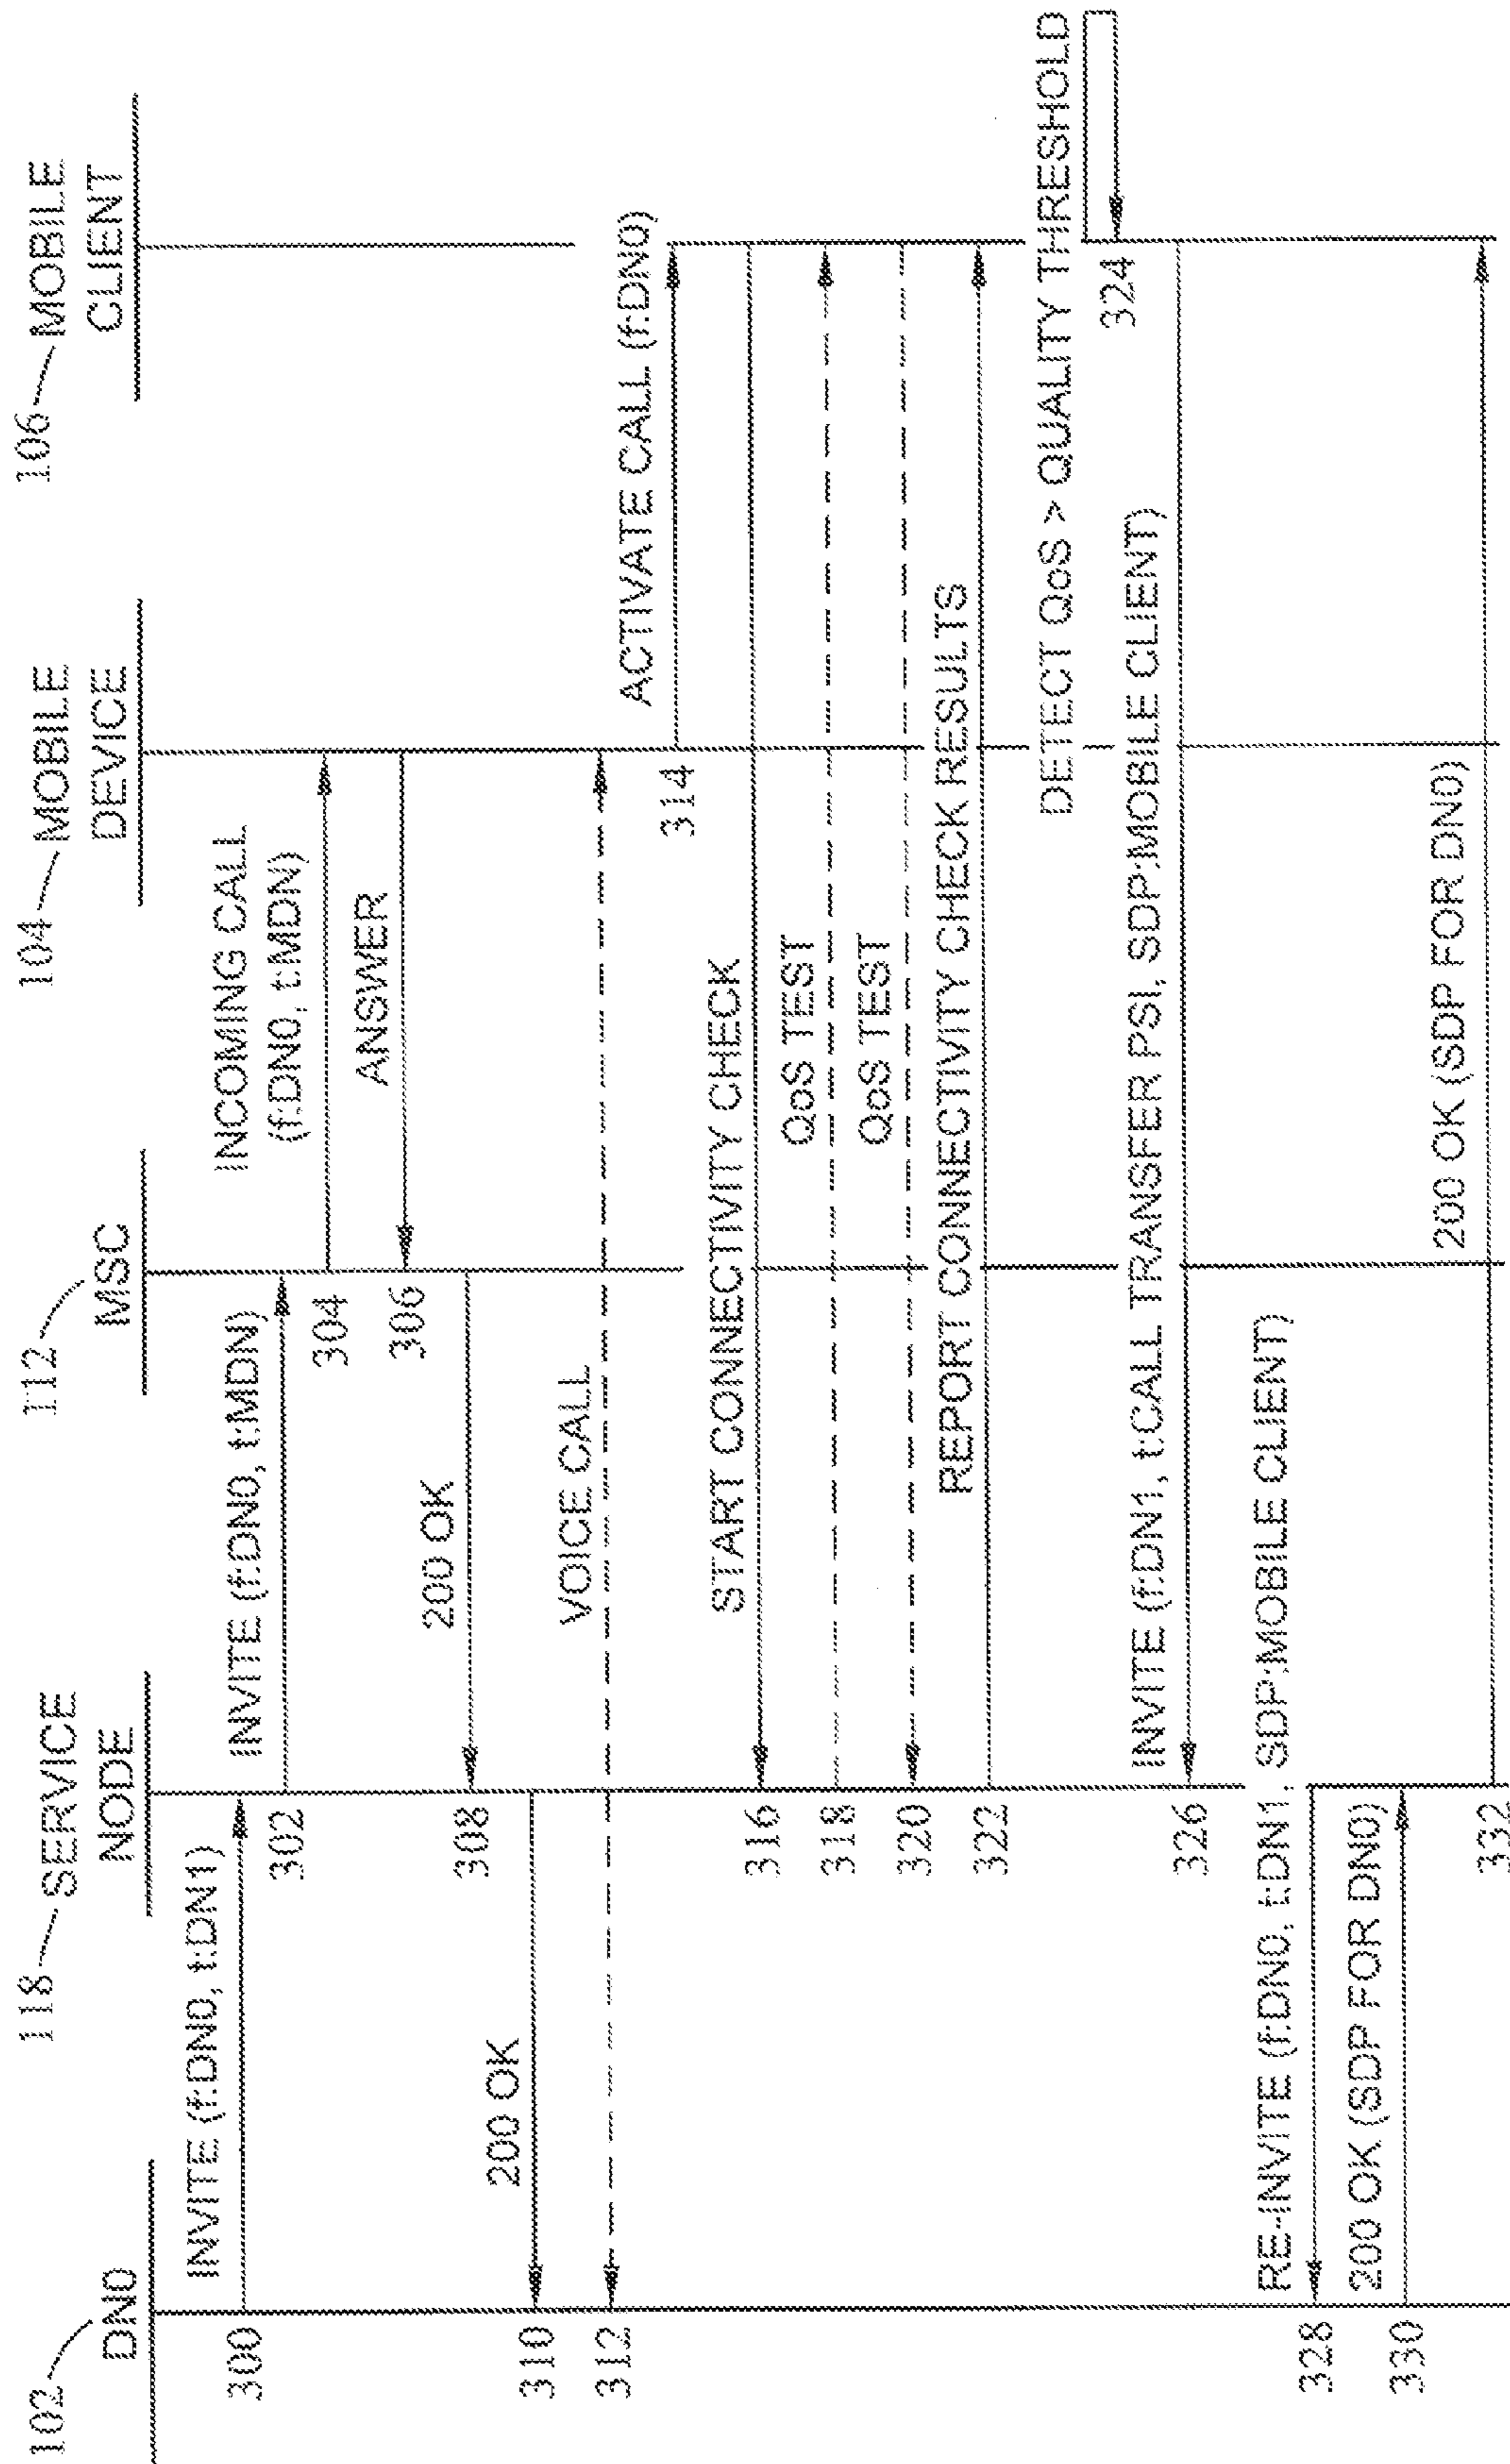 102
DN0
118
SERVICE
NODE
112
MSC
104
MOBILE
DEVICE
106
MOBILE
CLIENT
300
INVITE (f:DN0, t:DN1)
302
INVITE (f:DN0, t:MDN)
304
INCOMING CALL
(f:DN0, t:MDN)
306
ANSWER
308
200 OK
310
200 OK
312
VOICE CALL
314
ACTIVATE CALL (f:DN0)
316
START CONNECTIVITY CHECK
318
QoS TEST
320
QoS TEST
322
REPORT CONNECTIVITY CHECK RESULTS
DETECT QoS > QUALITY THRESHOLD
324
326
INVITE (f:DN1, t:CALL TRANSFER PSI, SDP:MOBILE CLIENT)
328
RE-INVITE (f:DN0, t:DN1, SDP:MOBILE CLIENT)
330
200 OK (SDP FOR DN0)
332
200 OK (SDP FOR DN0)